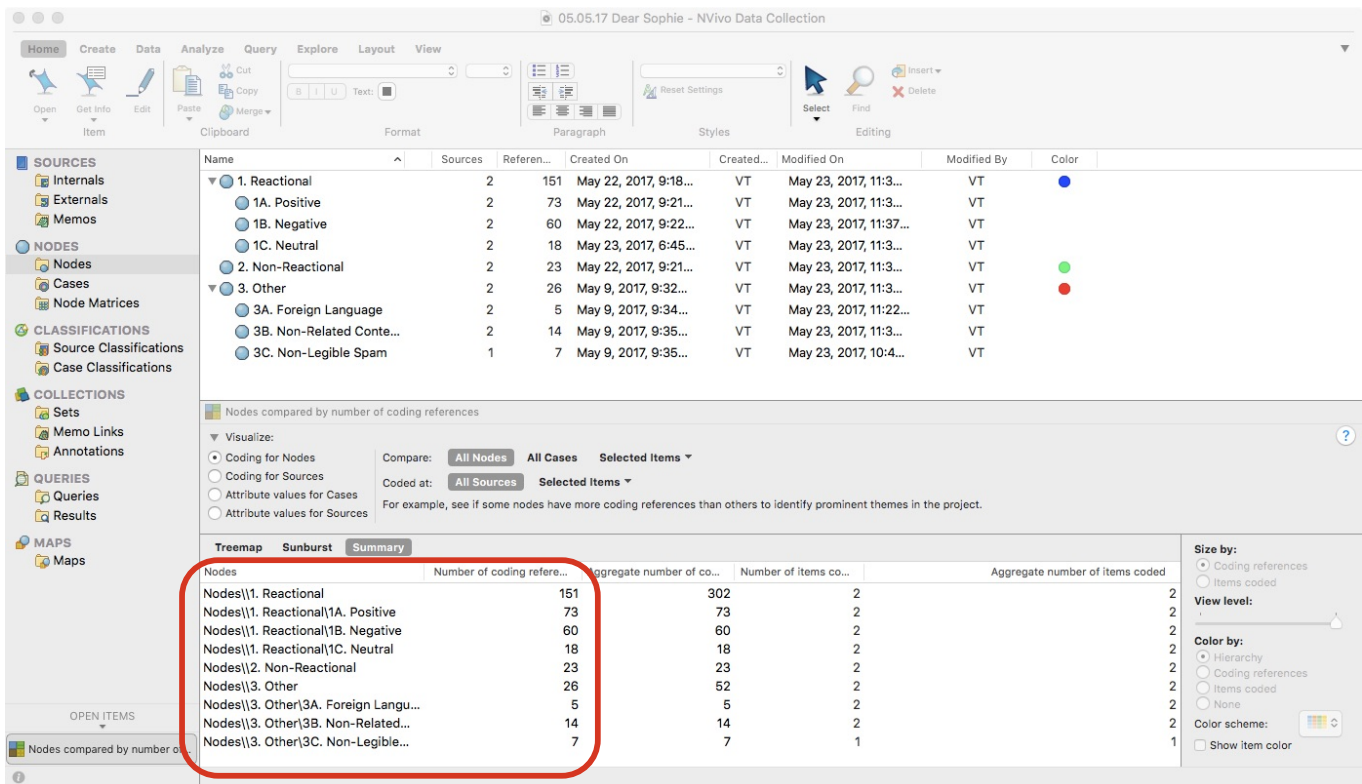 05.05.17 Dear Sophie - NVivo Data Collection
Home Create Data Analyze Query Explore Layout View
Open Get Info Edit Paste Cut Copy Merge B I U Text: Reset Settings Select Find Insert Delete
Item Clipboard Format Paragraph Styles Editing
SOURCES
Internals
Externals
Memos
NODES
Nodes
Cases
Node Matrices
CLASSIFICATIONS
Source Classifications
Case Classifications
COLLECTIONS
Sets
Memo Links
Annotations
QUERIES
Queries
Results
MAPS
Maps
OPEN ITEMS
Nodes compared by number of...
Name Sources Referen... Created On Created... Modified On Modified By Color
1. Reactional 2 151 May 22, 2017, 9:18... VT May 23, 2017, 11:3... VT
1A. Positive 2 73 May 22, 2017, 9:21... VT May 23, 2017, 11:3... VT
1B. Negative 2 60 May 22, 2017, 9:22... VT May 23, 2017, 11:37... VT
1C. Neutral 2 18 May 23, 2017, 6:45... VT May 23, 2017, 11:3... VT
2. Non-Reactional 2 23 May 22, 2017, 9:21... VT May 23, 2017, 11:3... VT
3. Other 2 26 May 9, 2017, 9:32... VT May 23, 2017, 11:3... VT
3A. Foreign Language 2 5 May 9, 2017, 9:34... VT May 23, 2017, 11:22... VT
3B. Non-Related Conte... 2 14 May 9, 2017, 9:35... VT May 23, 2017, 11:3... VT
3C. Non-Legible Spam 1 7 May 9, 2017, 9:35... VT May 23, 2017, 10:4... VT
Nodes compared by number of coding references
Visualize:
Coding for Nodes
Coding for Sources
Attribute values for Cases
Attribute values for Sources
Compare: All Nodes All Cases Selected Items
Coded at: All Sources Selected Items
For example, see if some nodes have more coding references than others to identify prominent themes in the project.
?
Treemap Sunburst Summary
Nodes Number of coding refere... Aggregate number of co... Number of items co... Aggregate number of items coded
Nodes\\1. Reactional 151 302 2 2
Nodes\\1. Reactional\1A. Positive 73 73 2 2
Nodes\\1. Reactional\1B. Negative 60 60 2 2
Nodes\\1. Reactional\1C. Neutral 18 18 2 2
Nodes\\2. Non-Reactional 23 23 2 2
Nodes\\3. Other 26 52 2 2
Nodes\\3. Other\3A. Foreign Langu... 5 5 2 2
Nodes\\3. Other\3B. Non-Related... 14 14 2 2
Nodes\\3. Other\3C. Non-Legible... 7 7 1 1
Size by:
Coding references
Items coded
View level:
Color by:
Hierarchy
Coding references
Items coded
None
Color scheme:
Show item color